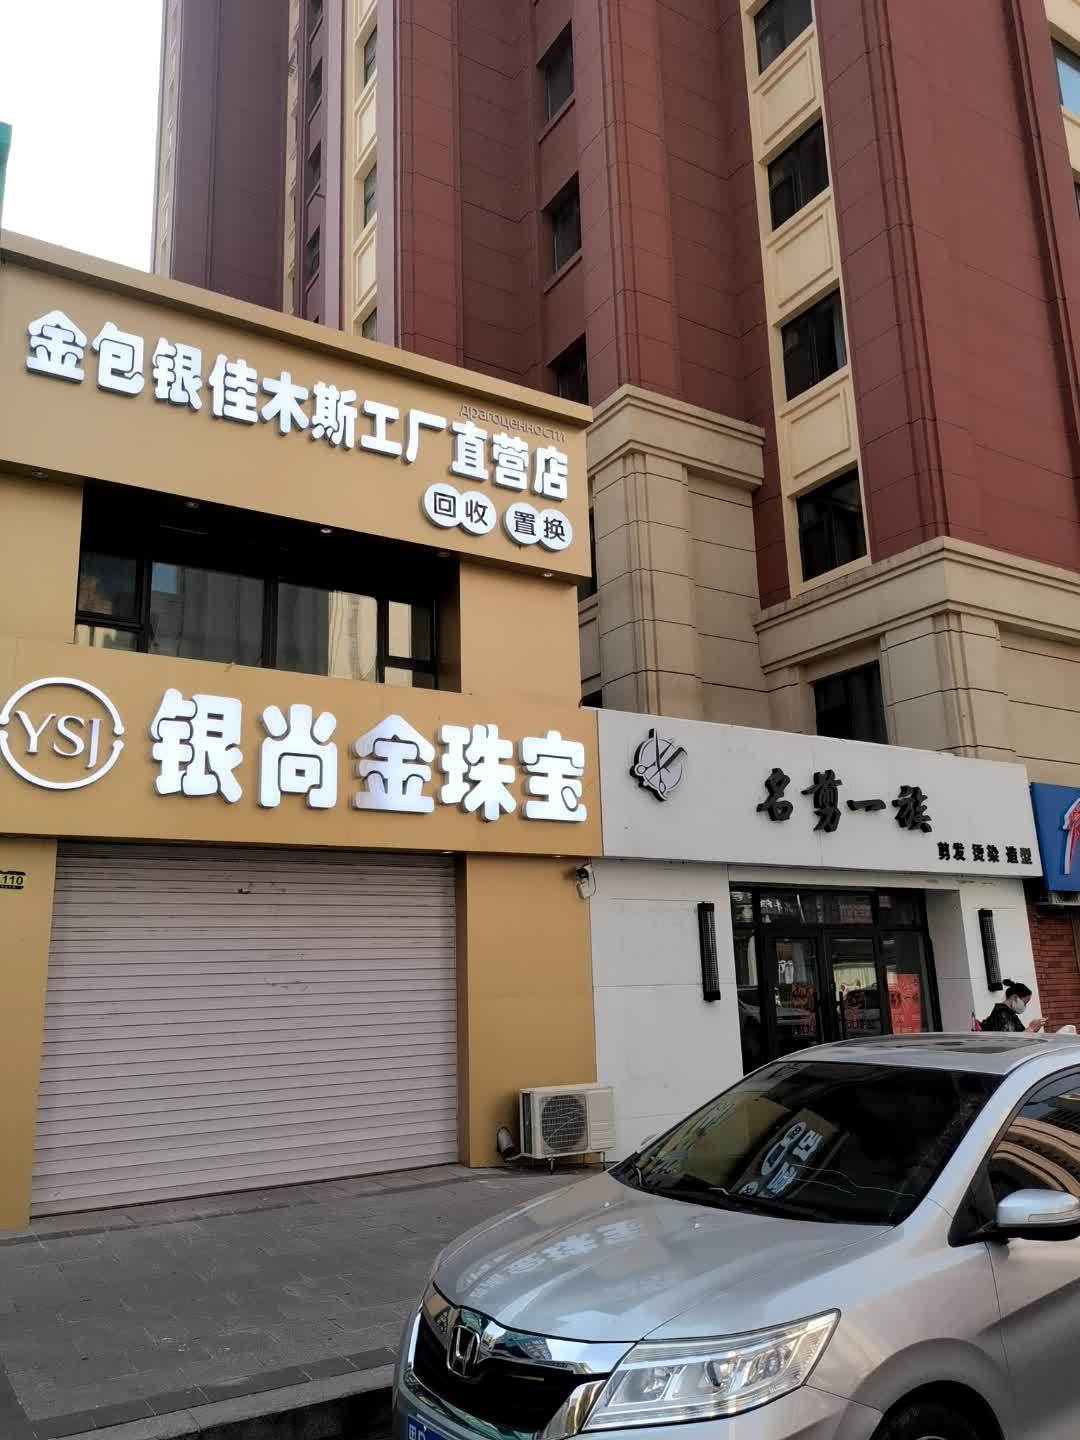 金包银佳木斯工厂直营店
драгоценности
回收 置换
YSJ
银尚金珠宝
名剪一族
剪发 烫染 造型
110